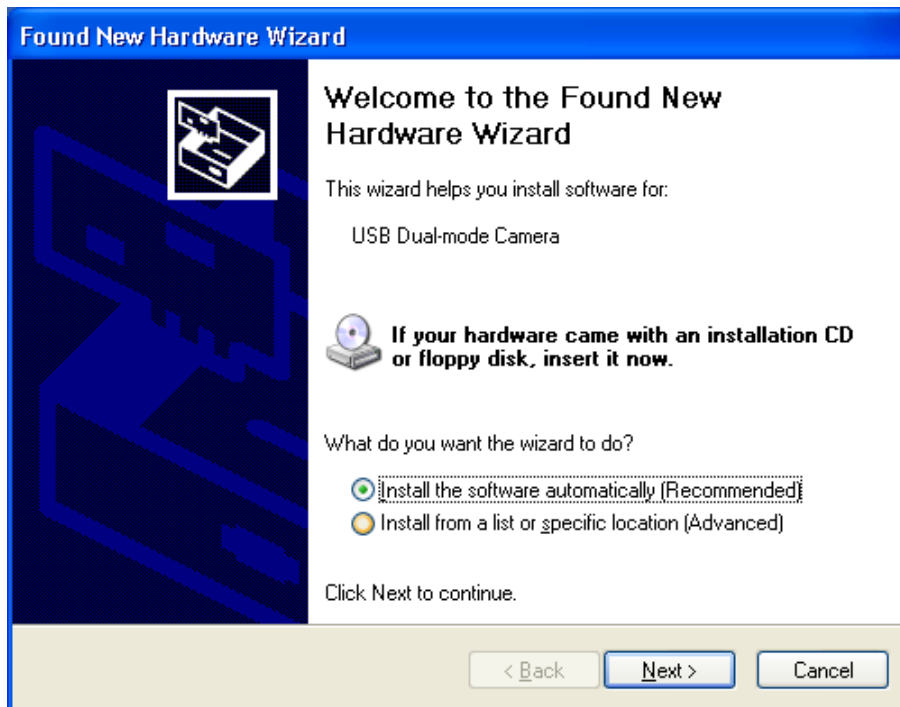 Found New Hardware Wizard
Welcome to the Found New
Hardware Wizard
This wizard helps you install software for:
USB Dual-mode Camera
If your hardware came with an installation CD
or floppy disk, insert it now.
What do you want the wizard to do?
Install the software automatically (Recommended)
Install from a list or specific location (Advanced)
Click Next to continue.
< Back Next > Cancel